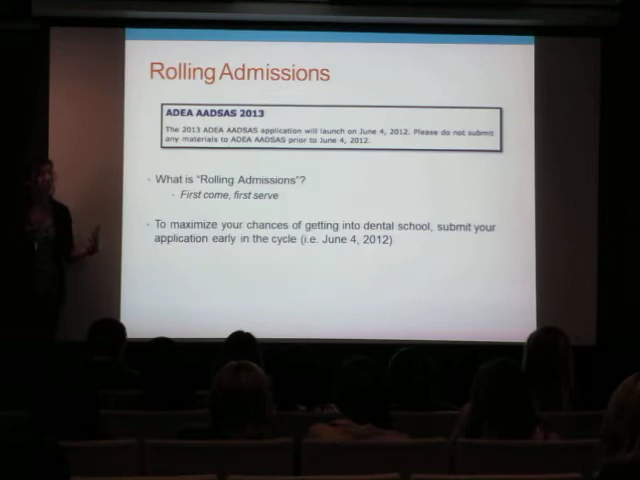 Rolling Admissions
ADEA AADSAS 2013
The 2013 ADEA AADSAS application will launch on June 4, 2012. Please do not submit
any materials to ADEA AADSAS prior to June 4, 2012.
What is "Rolling Admissions"?
First come, first serve
To maximize your chances of getting into dental school, submit your
application early in the cycle (i.e. June 4, 2012)